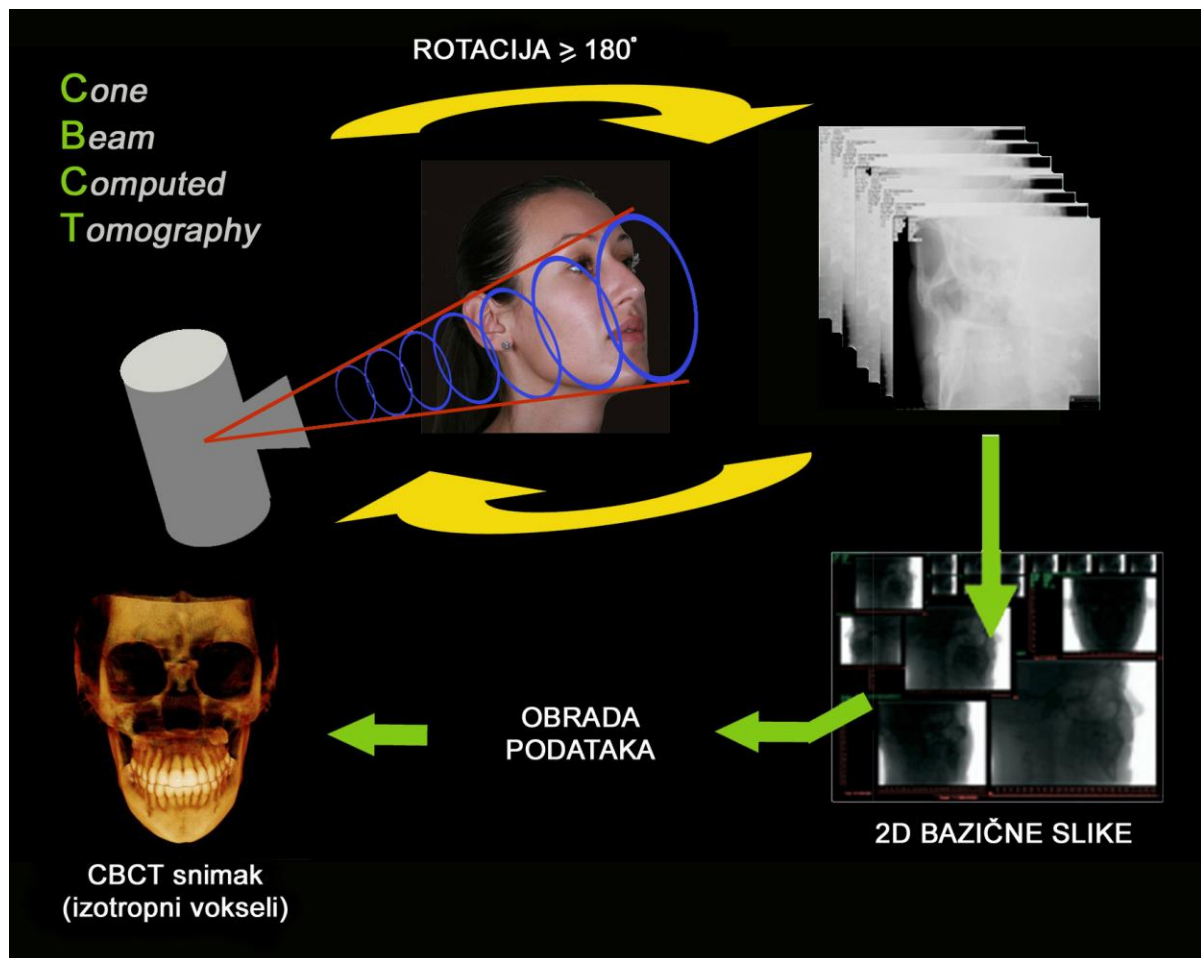 ROTACIJA ⩾ 180°
Cone
Beam
Computed
Tomography
OBRADA
PODATAKA
2D BAZIČNE SLIKE
CBCT snimak
(izotropni vokseli)